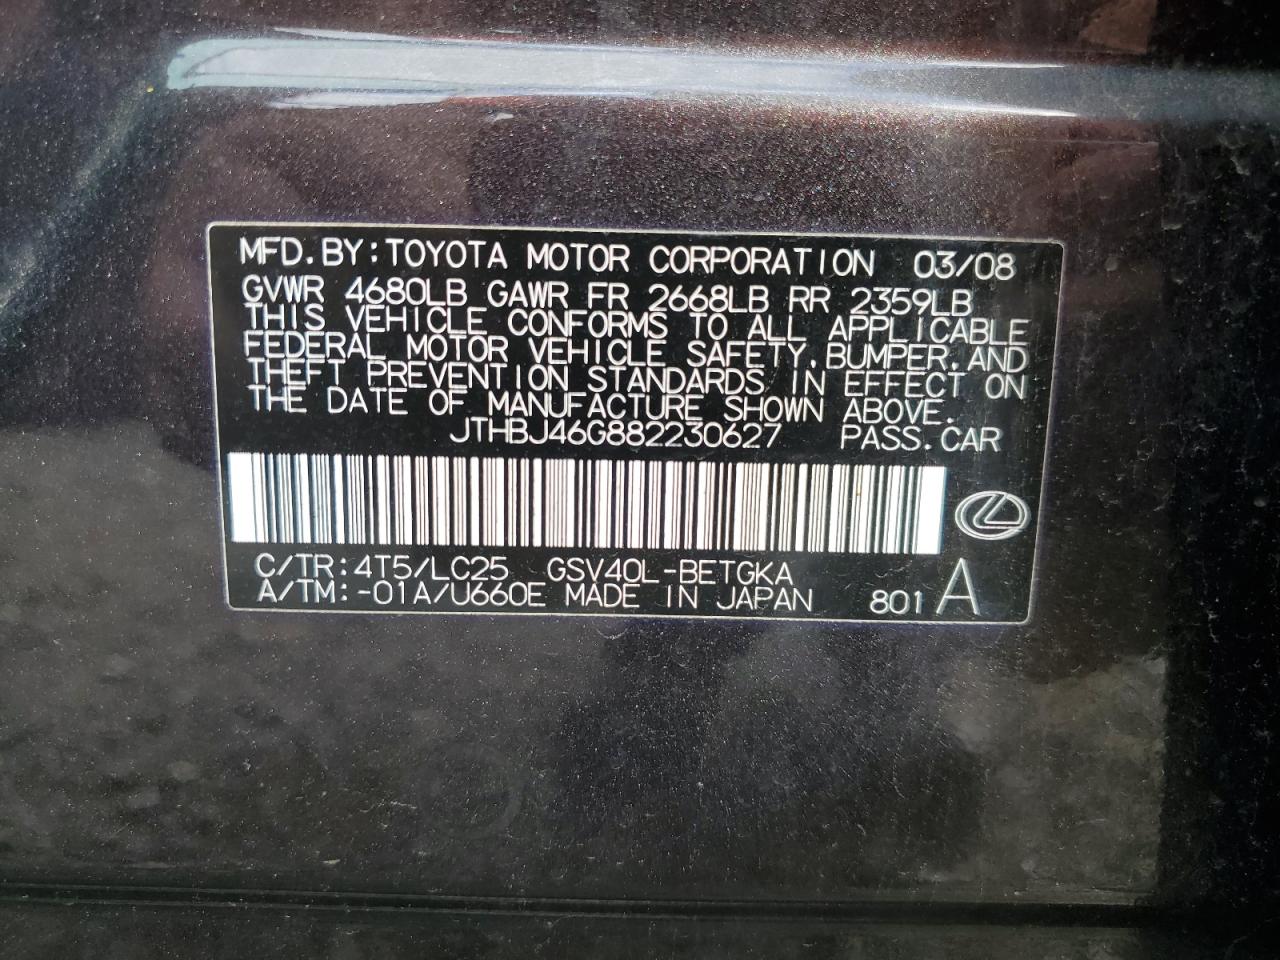 MFD.BY:TOYOTA MOTOR CORPORATION 03/08
GVWR 4680LB GAWR FR 2668LB RR 2359LB
THIS VEHICLE CONFORMS TO ALL APPLICABLE
FEDERAL MOTOR VEHICLE SAFETY,BUMPER,AND
THEFT PREVENTION STANDARDS IN EFFECT ON
THE DATE OF MANUFACTURE SHOWN ABOVE.
JTHBJ46G882230627 PASS.CAR
C/TR:4T5/LC25 GSV40L-BETGKA
A/TM:-01A/U660E MADE IN JAPAN 801 A